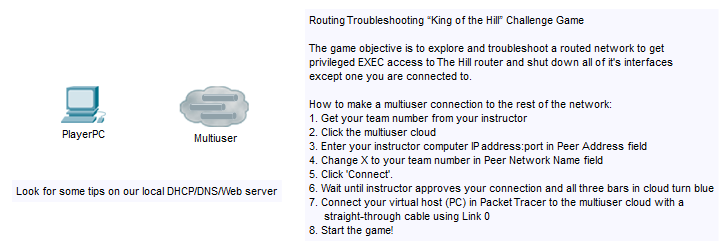 Routing Troubleshooting “King of the Hill” Challenge Game
The game objective is to explore and troubleshoot a routed network to get
privileged EXEC access to The Hill router and shut down all of it's interfaces
except one you are connected to.
How to make a multiuser connection to the rest of the network:
1. Get your team number from your instructor
2. Click the multiuser cloud
3. Enter your instructor computer IP address:port in Peer Address field
4. Change X to your team number in Peer Network Name field
5. Click 'Connect'.
6. Wait until instructor approves your connection and all three bars in cloud turn blue
7. Connect your virtual host (PC) in Packet Tracer to the multiuser cloud with a
straight-through cable using Link 0
8. Start the game!
PlayerPC
Multiuser
Look for some tips on our local DHCP/DNS/Web server